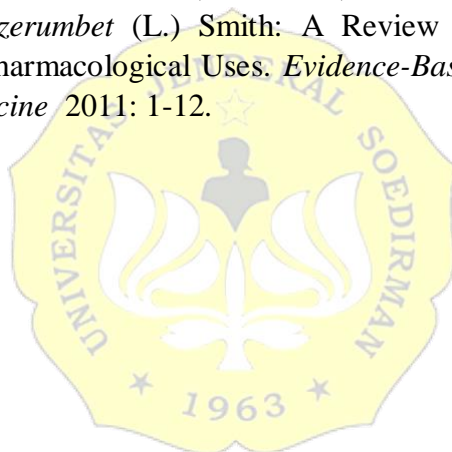 zerumbet (L.) Smith: A Review
harmacological Uses. Evidence-Bas
cine 2011: 1-12.
UNIVERSITAS JENDERAL SOEDIRMAN
* 1963 *